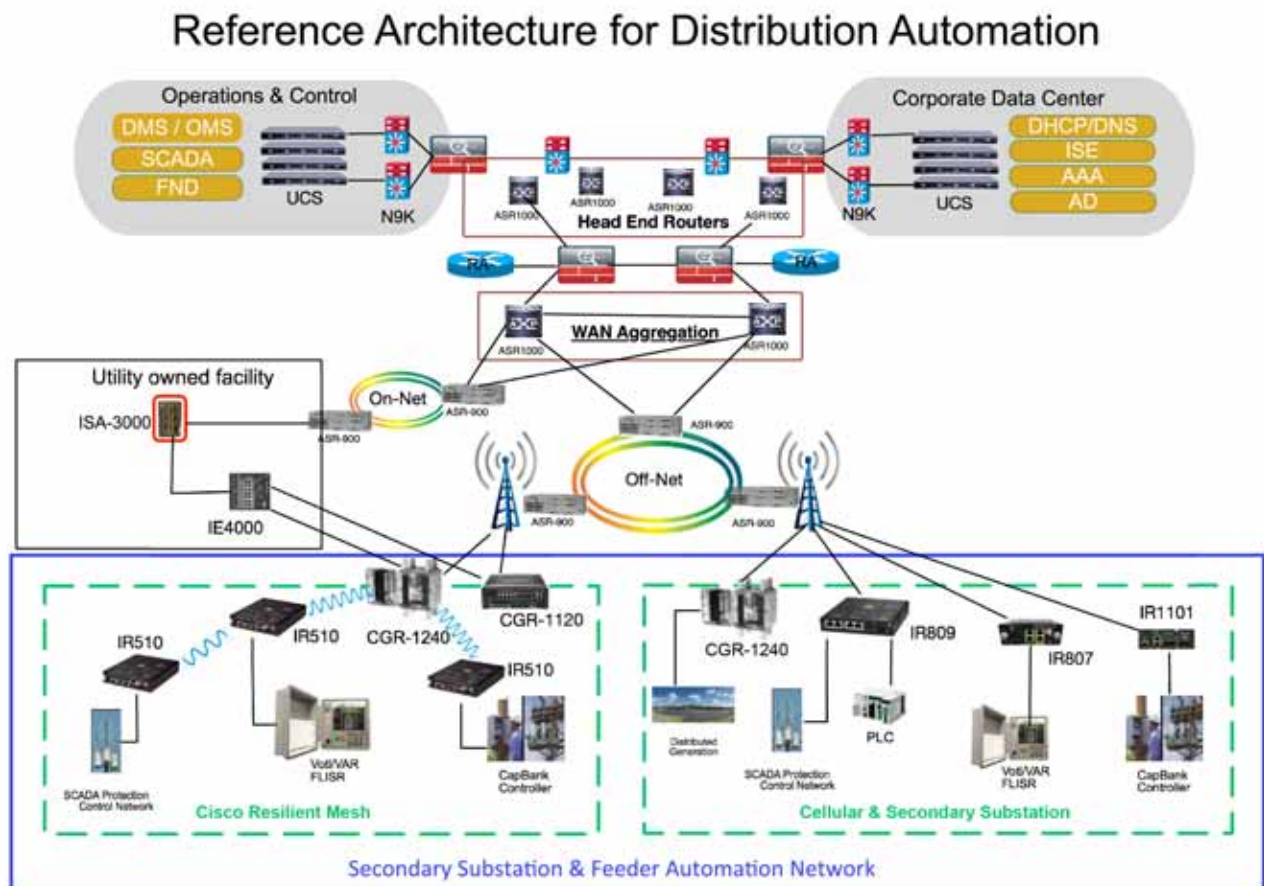 Reference Architecture for Distribution Automation
Operations & Control
DMS / OMS
SCADA
FND
UCS
N9K
Corporate Data Center
DHCP/DNS
ISE
AAA
AD
N9K
UCS
ASR1000
ASR1000
ASR1000
ASR1000
Head End Routers
RA
RA
WAN Aggregation
ASR1000
ASR1000
Utility owned facility
ISA-3000
On-Net
ASR-900
ASR-900
ASR-900
IE4000
Off-Net
ASR-900
ASR-900
CGR-1240
CGR-1120
IR510
IR510
IR510
SCADA Protection
Control Network
Volt/VAR
FLISR
CapBank
Controller
Cisco Resilient Mesh
CGR-1240
IR809
IR807
IR1101
Distributed
Generation
SCADA Protection
Control Network
PLC
Volt/VAR
FLISR
CapBank
Controller
Cellular & Secondary Substation
Secondary Substation & Feeder Automation Network